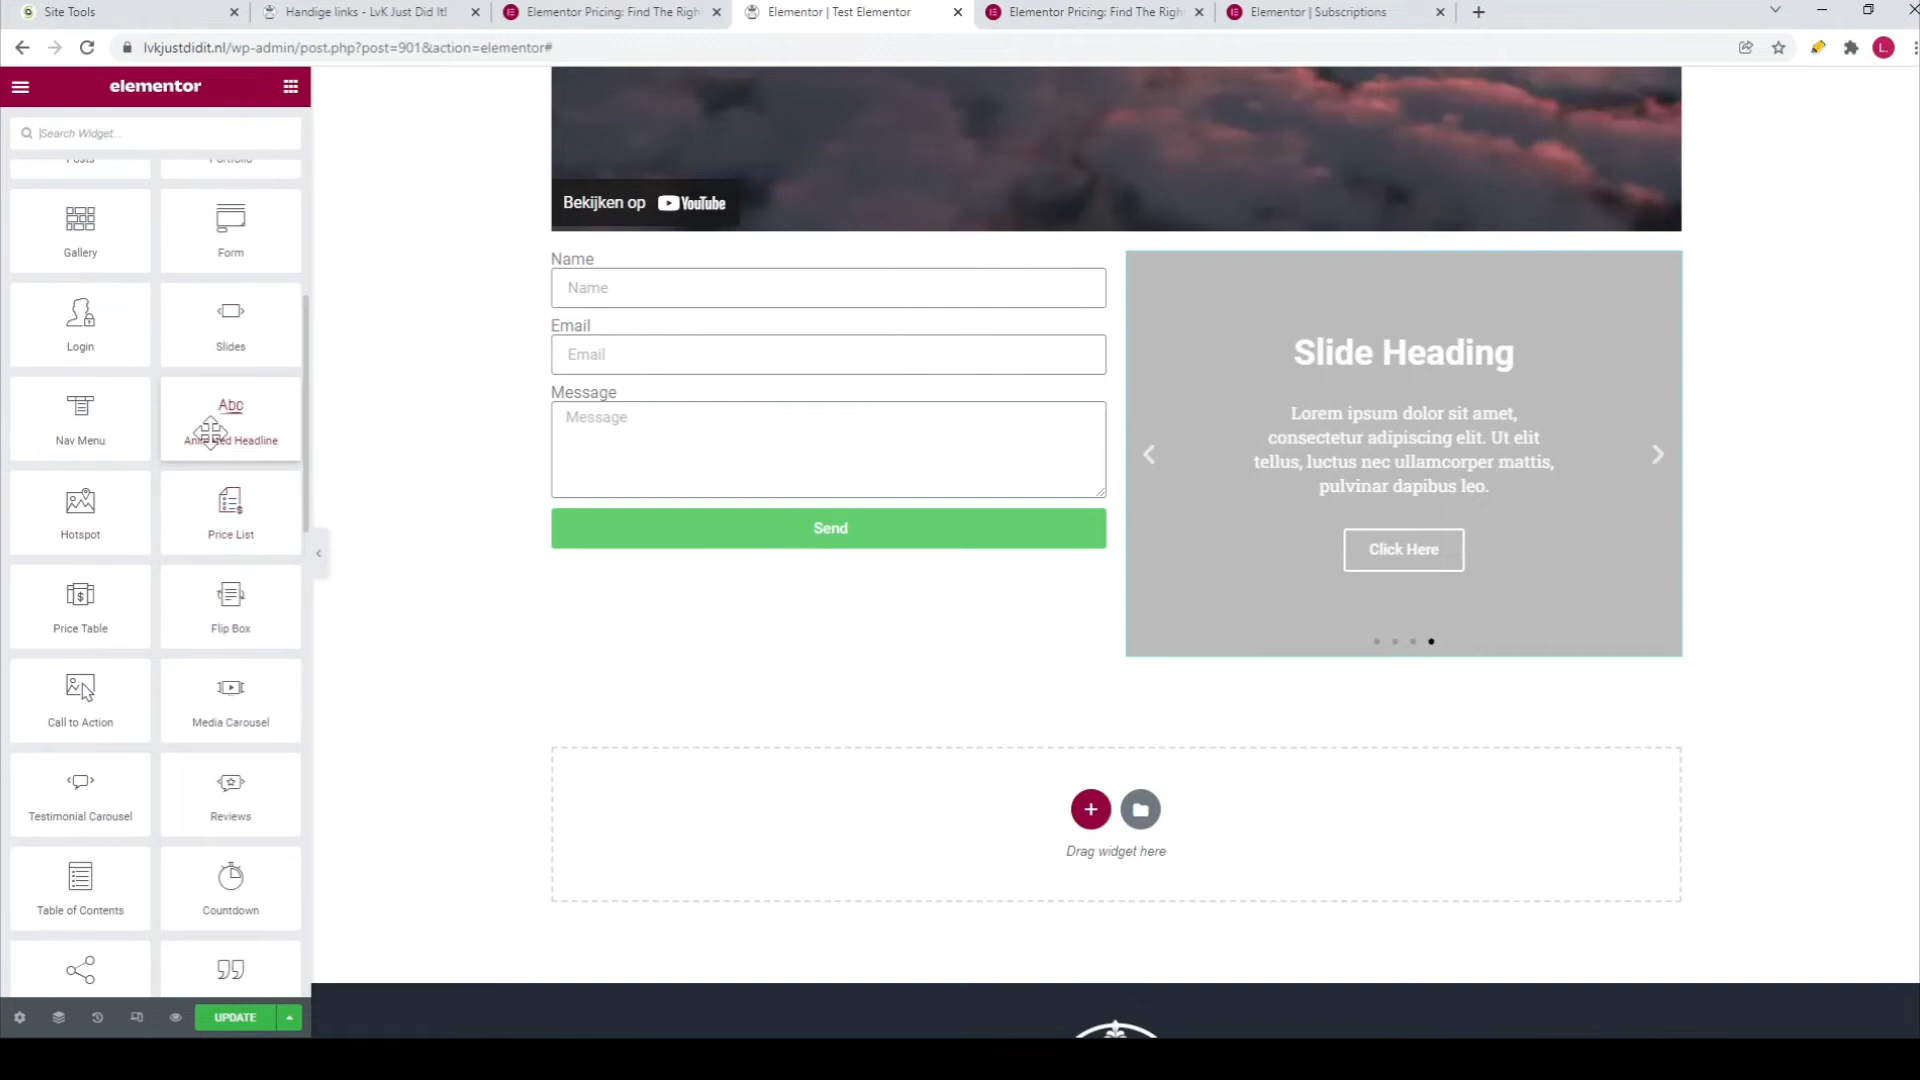 Site Tools
Handige links - LvK Just Did It!
Elementor Pricing: Find The Righ
Elementor | Test Elementor
Elementor Pricing: Find The Righ
Elementor | Subscriptions
lvkjustdidit.nl/wp-admin/post.php?post=901&action=elementor#
L
elementor
Search Widget...
Posts
Portfolio
Gallery
Form
Login
Slides
Nav Menu
Abc
Animated Headline
Hotspot
Price List
Price Table
Flip Box
Call to Action
Media Carousel
Testimonial Carousel
Reviews
Table of Contents
Countdown
UPDATE
Bekijken op YouTube
Name
Name
Email
Email
Message
Message
Send
Slide Heading
Lorem ipsum dolor sit amet,
consectetur adipiscing elit. Ut elit
tellus, luctus nec ullamcorper mattis,
pulvinar dapibus leo.
Click Here
Drag widget here